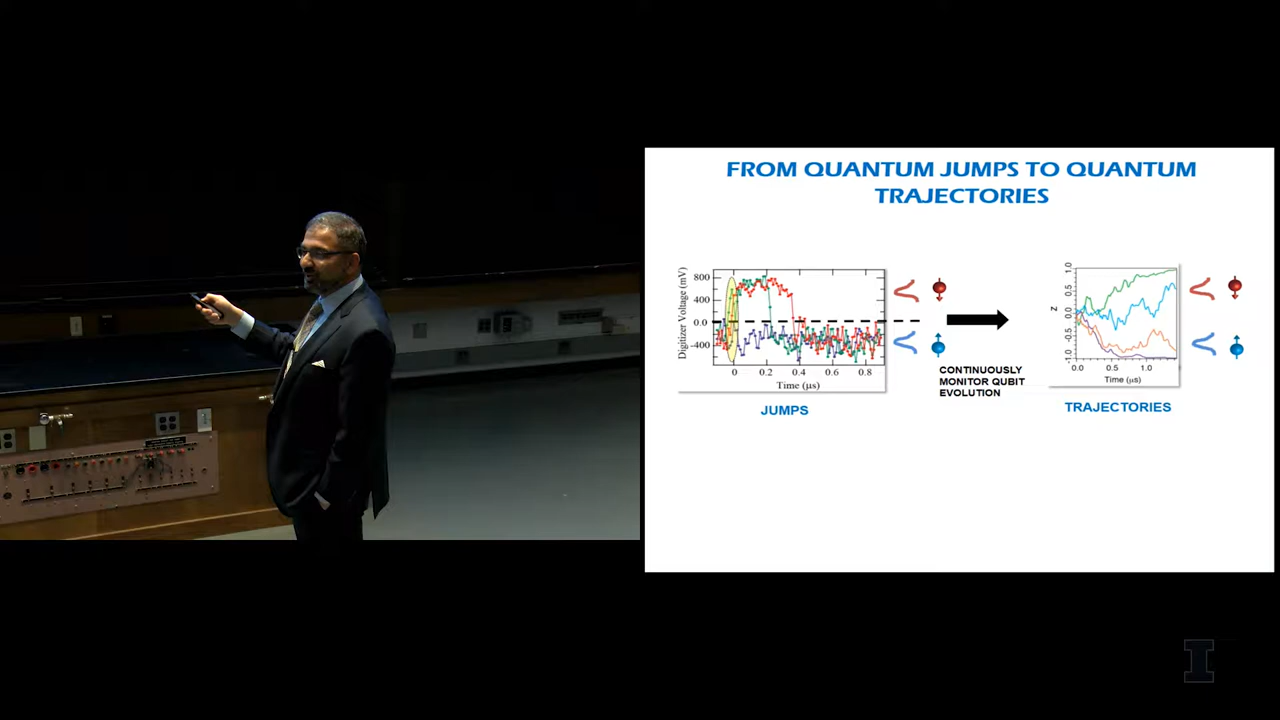 FROM QUANTUM JUMPS TO QUANTUM
TRAJECTORIES
Digitizer Voltage (mV)
800
400
0.0
-400
0
0.2
0.4
0.6
0.8
Time (μs)
JUMPS
CONTINUOUSLY
MONITOR QUBIT
EVOLUTION
Z
1.0
0.5
0.0
-0.5
-1.0
0.0
0.5
1.0
Time (μs)
TRAJECTORIES
I